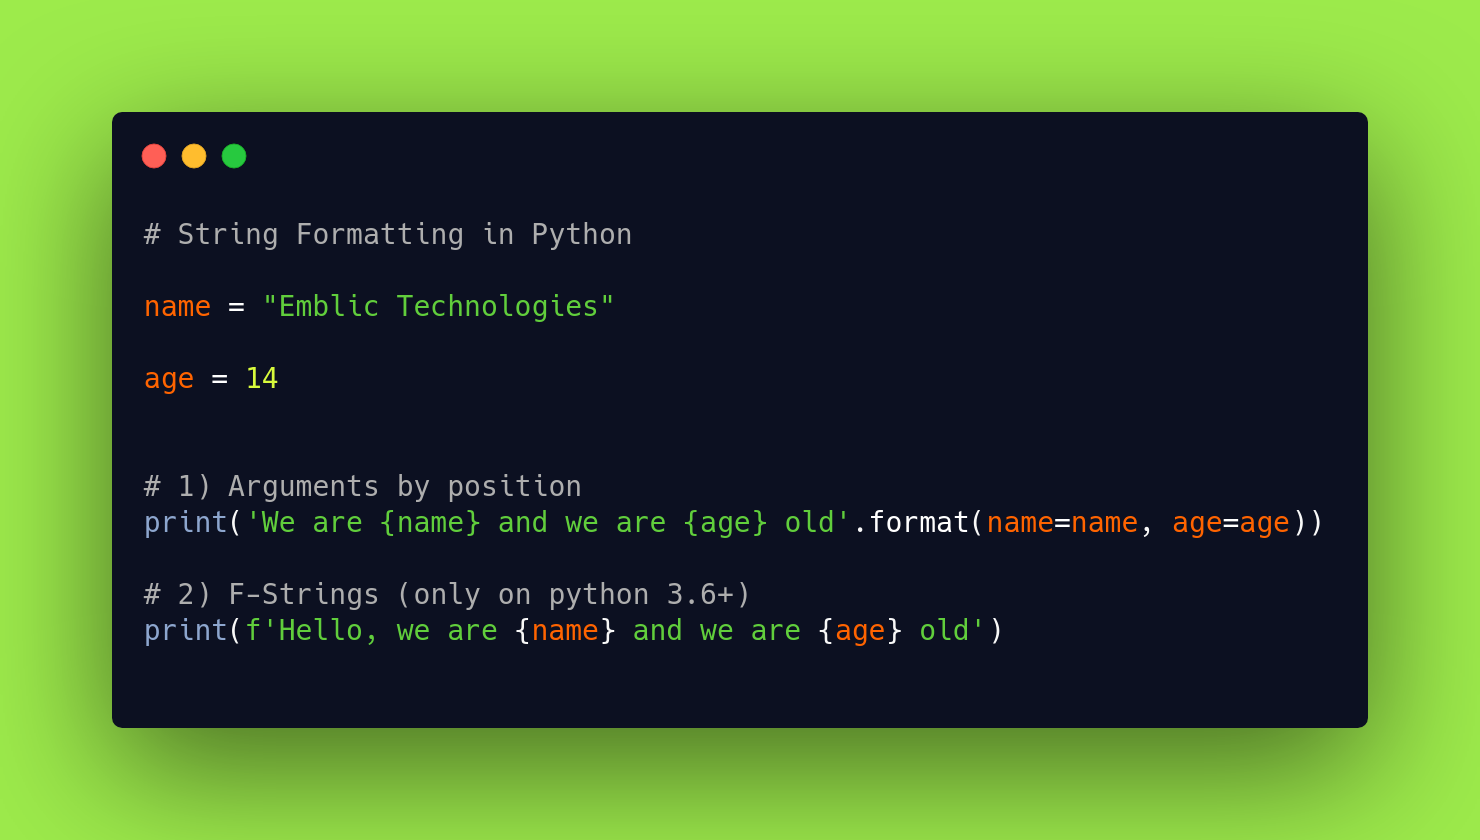 # String Formatting in Python
name = "Emblic Technologies"
age = 14
# 1) Arguments by position
print('We are {name} and we are {age} old'.format(name=name, age=age))
# 2) F-Strings (only on python 3.6+)
print(f'Hello, we are {name} and we are {age} old')